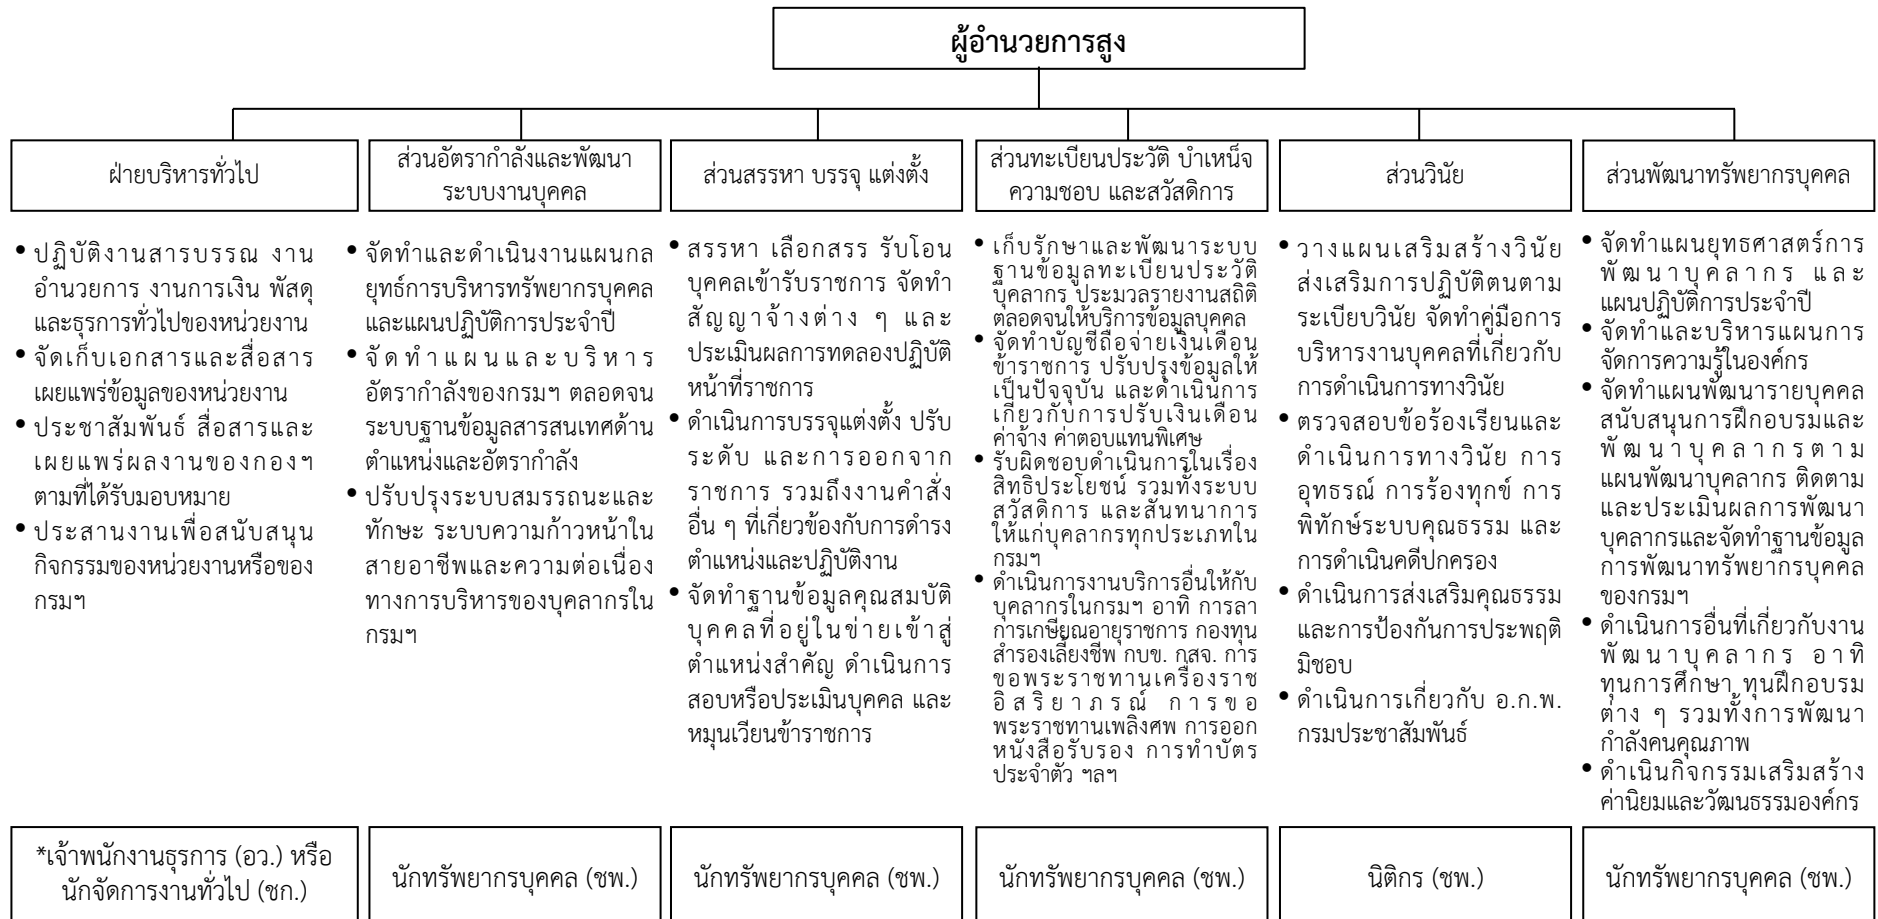 ผู้อำนวยการสูง
ฝ่ายบริหารทั่วไป
ส่วนอัตรากำลังและพัฒนา
ระบบงานบุคคล
ส่วนสรรหา บรรจุ แต่งตั้ง
ส่วนทะเบียนประวัติ บำเหน็จ
ความชอบ และสวัสดิการ
ส่วนวินัย
ส่วนพัฒนาทรัพยากรบุคคล
• ปฏิบัติงานสารบรรณ งาน
อำนวยการ งานการเงิน พัสดุ
และธุรการทั่วไปของหน่วยงาน
• จัดเก็บเอกสารและสื่อสาร
เผยแพร่ข้อมูลของหน่วยงาน
• ประชาสัมพันธ์ สื่อสารและ
เผยแพร่ผลงานของกองฯ
ตามที่ได้รับมอบหมาย
• ประสานงานเพื่อสนับสนุน
กิจกรรมของหน่วยงานหรือของ
กรมฯ
• จัดทำและดำเนินงานแผนกล
ยุทธ์การบริหารทรัพยากรบุคคล
และแผนปฏิบัติการประจำปี
• จัดทำแผนและบริหาร
อัตรากำลังของกรมฯ ตลอดจน
ระบบฐานข้อมูลสารสนเทศด้าน
ตำแหน่งและอัตรากำลัง
• ปรับปรุงระบบสมรรถนะและ
ทักษะ ระบบความก้าวหน้าใน
สายอาชีพและความต่อเนื่อง
ทางการบริหารของบุคลากรใน
กรมฯ
• สรรหา เลือกสรร รับโอน
บุคคลเข้ารับราชการ จัดทำ
สัญญาจ้างต่าง ๆ และ
ประเมินผลการทดลองปฏิบัติ
หน้าที่ราชการ
• ดำเนินการบรรจุแต่งตั้ง ปรับ
ระดับ และการออกจาก
ราชการ รวมถึงงานคำสั่ง
อื่น ๆ ที่เกี่ยวข้องกับการดำรง
ตำแหน่งและปฏิบัติงาน
• จัดทำฐานข้อมูลคุณสมบัติ
บุคคลที่อยู่ในข่ายเข้าสู่
ตำแหน่งสำคัญ ดำเนินการ
สอบหรือประเมินบุคคล และ
หมุนเวียนข้าราชการ
• เก็บรักษาและพัฒนาระบบ
ฐานข้อมูลทะเบียนประวัติ
บุคลากร ประมวลรายงานสถิติ
ตลอดจนให้บริการข้อมูลบุคคล
• จัดทำบัญชีถือจ่ายเงินเดือน
ข้าราชการ ปรับปรุงข้อมูลให้
เป็นปัจจุบัน และดำเนินการ
เกี่ยวกับการปรับเงินเดือน
ค่าจ้าง ค่าตอบแทนพิเศษ
• รับผิดชอบดำเนินการในเรื่อง
สิทธิประโยชน์ รวมทั้งระบบ
สวัสดิการ และสันทนาการ
ให้แก่บุคลากรทุกประเภทใน
กรมฯ
• ดำเนินการงานบริการอื่นให้กับ
บุคลากรในกรมฯ อาทิ การลา
การเกษียณอายุราชการ กองทุน
สำรองเลี้ยงชีพ กบข. กสจ. การ
ขอพระราชทานเครื่องราช
อิสริยาภรณ์ การขอ
พระราชทานเพลิงศพ การออก
หนังสือรับรอง การทำบัตร
ประจำตัว ฯลฯ
• วางแผนเสริมสร้างวินัย
ส่งเสริมการปฏิบัติตนตาม
ระเบียบวินัย จัดทำคู่มือการ
บริหารงานบุคคลที่เกี่ยวกับ
การดำเนินการทางวินัย
• ตรวจสอบข้อร้องเรียนและ
ดำเนินการทางวินัย การ
อุทธรณ์ การร้องทุกข์ การ
พิทักษ์ระบบคุณธรรม และ
การดำเนินคดีปกครอง
• ดำเนินการส่งเสริมคุณธรรม
และการป้องกันการประพฤติ
มิชอบ
• ดำเนินการเกี่ยวกับ อ.ก.พ.
กรมประชาสัมพันธ์
• จัดทำแผนยุทธศาสตร์การ
พัฒนาบุคลากร และ
แผนปฏิบัติการประจำปี
• จัดทำและบริหารแผนการ
จัดการความรู้ในองค์กร
• จัดทำแผนพัฒนารายบุคคล
สนับสนุนการฝึกอบรมและ
พัฒนาบุคลากรตาม
แผนพัฒนาบุคลากร ติดตาม
และประเมินผลการพัฒนา
บุคลากรและจัดทำฐานข้อมูล
การพัฒนาทรัพยากรบุคคล
ของกรมฯ
• ดำเนินการอื่นที่เกี่ยวกับงาน
พัฒนาบุคลากร อาทิ
ทุนการศึกษา ทุนฝึกอบรม
ต่าง ๆ รวมทั้งการพัฒนา
กำลังคนคุณภาพ
• ดำเนินกิจกรรมเสริมสร้าง
ค่านิยมและวัฒนธรรมองค์กร
*เจ้าพนักงานธุรการ (อว.) หรือ
นักจัดการงานทั่วไป (ชก.)
นักทรัพยากรบุคคล (ชพ.)
นักทรัพยากรบุคคล (ชพ.)
นักทรัพยากรบุคคล (ชพ.)
นิติกร (ชพ.)
นักทรัพยากรบุคคล (ชพ.)